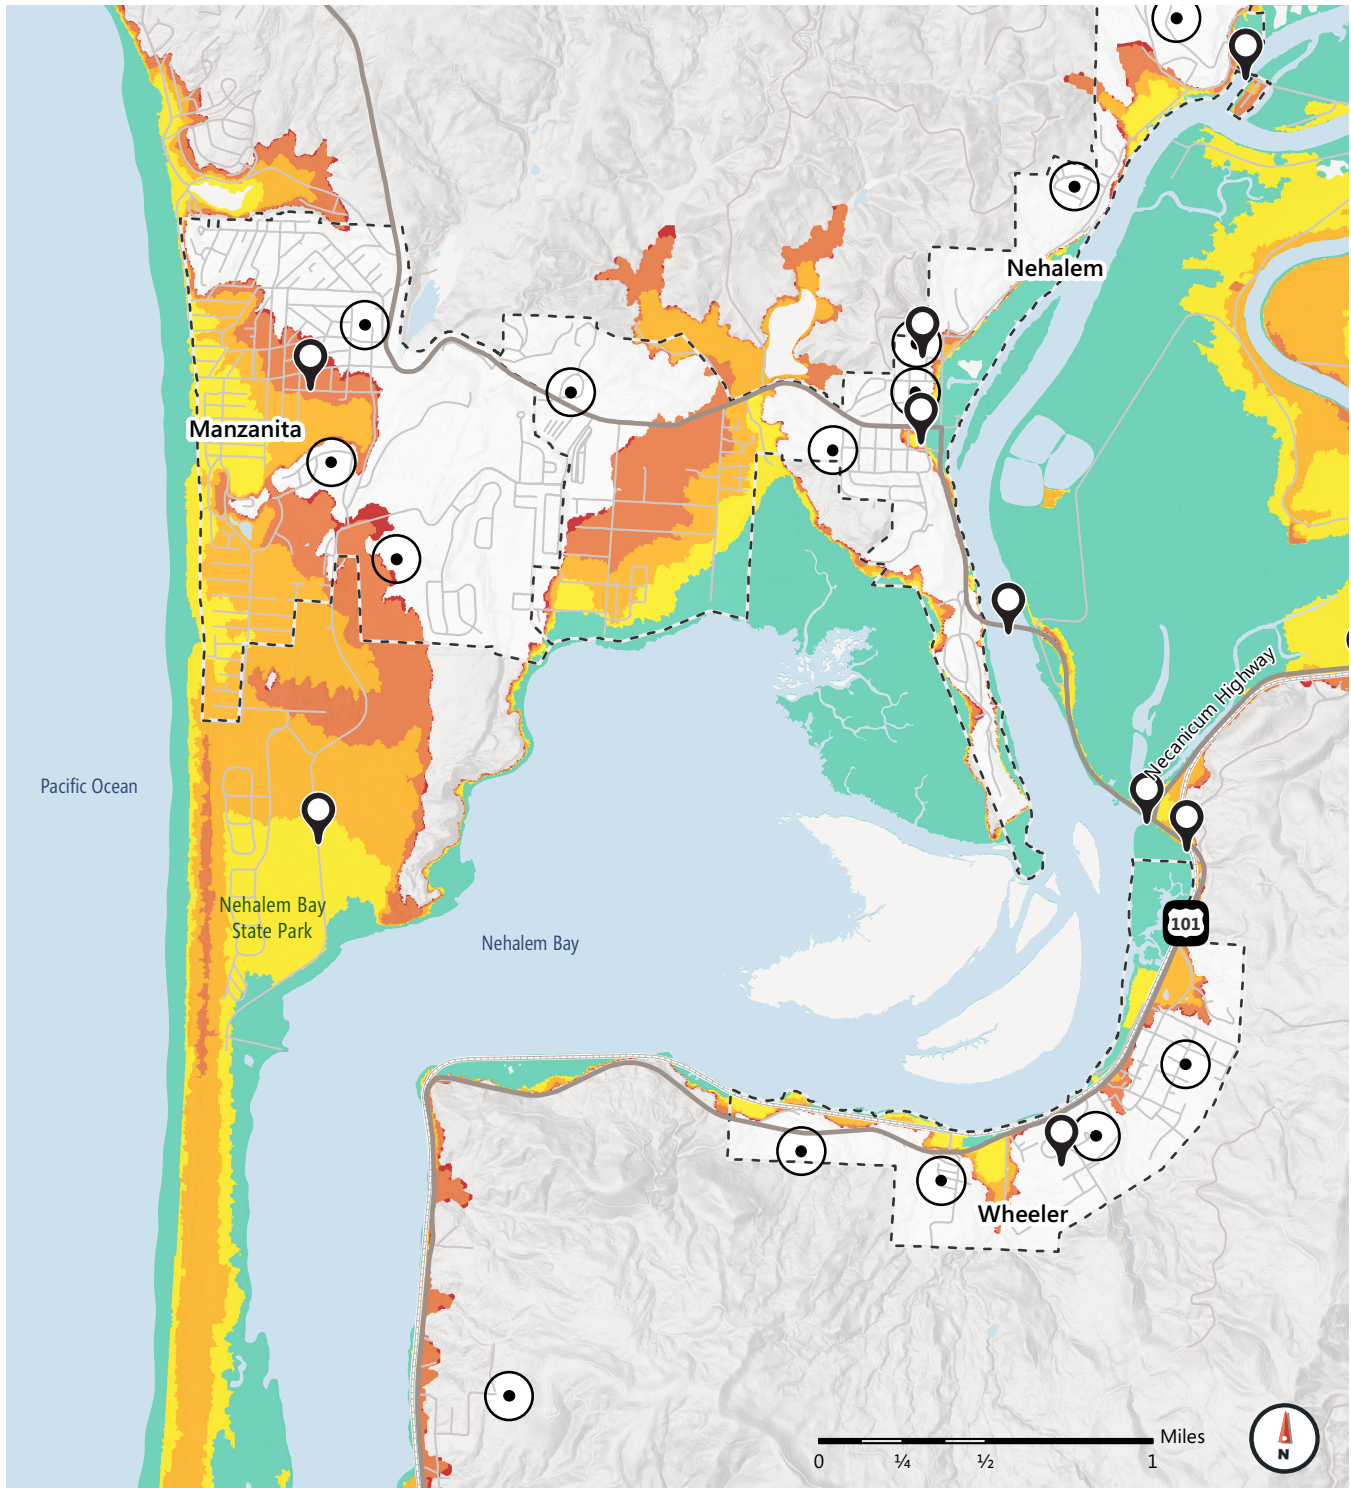 Nehalem
Manzanita
Necanicum Highway
Pacific Ocean
Nehalem Bay
State Park
Nehalem Bay
101
Wheeler
Miles
0 ¼ ½ 1
N